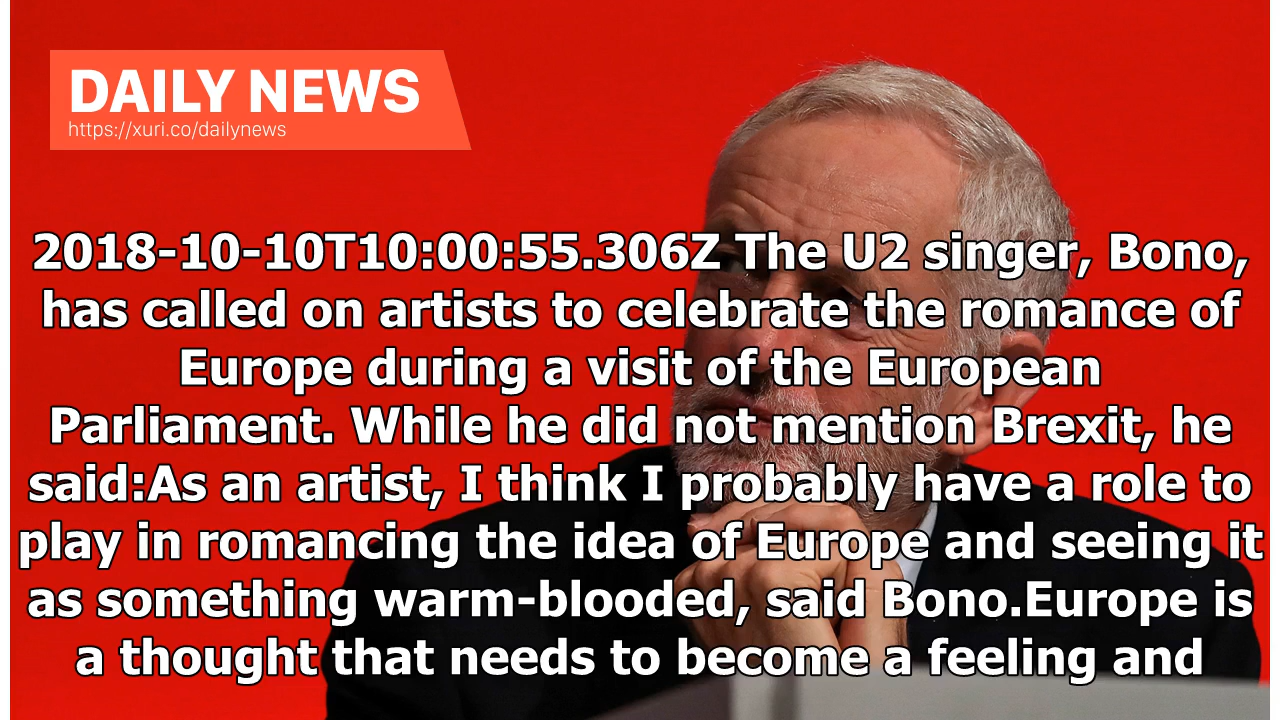 DAILY NEWS
https://xuri.co/dailynews
2018-10-10T10:00:55.306Z The U2 singer, Bono,
has called on artists to celebrate the romance of
Europe during a visit of the European
Parliament. While he did not mention Brexit, he
said:As an artist, I think I probably have a role to
play in romancing the idea of Europe and seeing it
as something warm-blooded, said Bono.Europe is
a thought that needs to become a feeling and